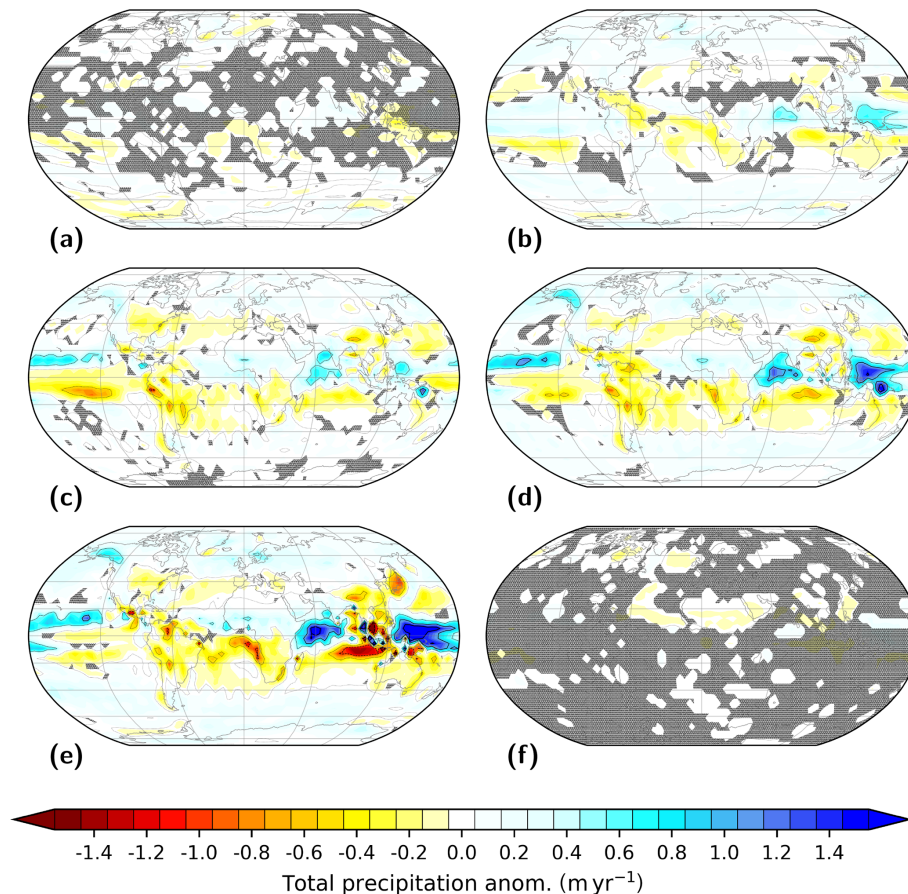 (a)
(b)
(c)
(d)
(e)
(f)
-1.4 -1.2 -1.0 -0.8 -0.6 -0.4 -0.2 0.0 0.2 0.4 0.6 0.8 1.0 1.2 1.4
Total precipitation anom. (m yr⁻¹)